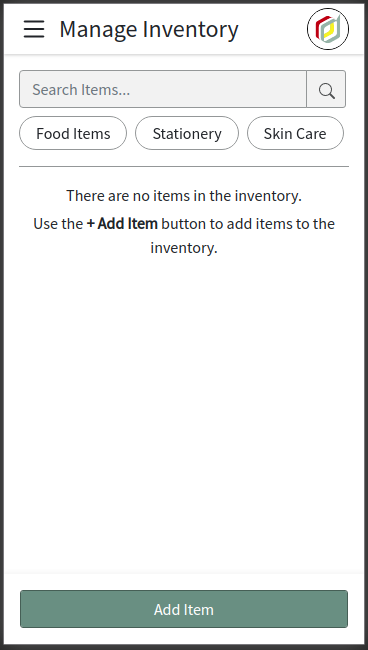 Manage Inventory
Search Items...
Food Items
Stationery
Skin Care
There are no items in the inventory.
Use the + Add Item button to add items to the
inventory.
Add Item